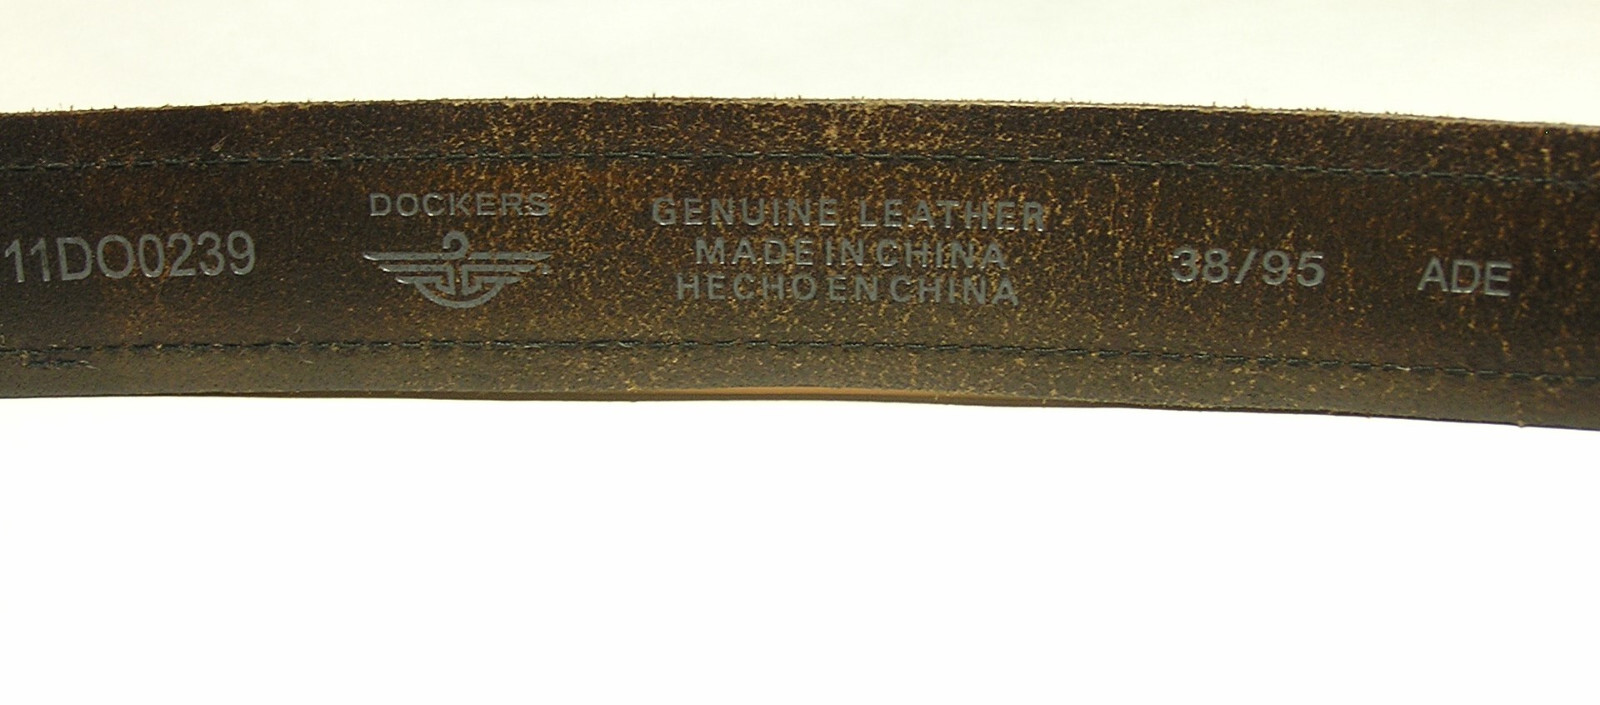 11DO0239
DOCKERS
GENUINE LEATHER
MADE IN CHINA
HECHO EN CHINA
38/95
ADE